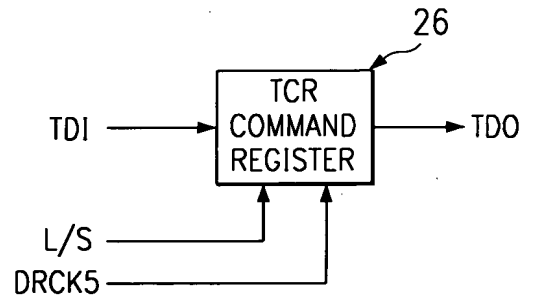 26
TCR
COMMAND
REGISTER
TDI
TDO
L/S
DRCK5